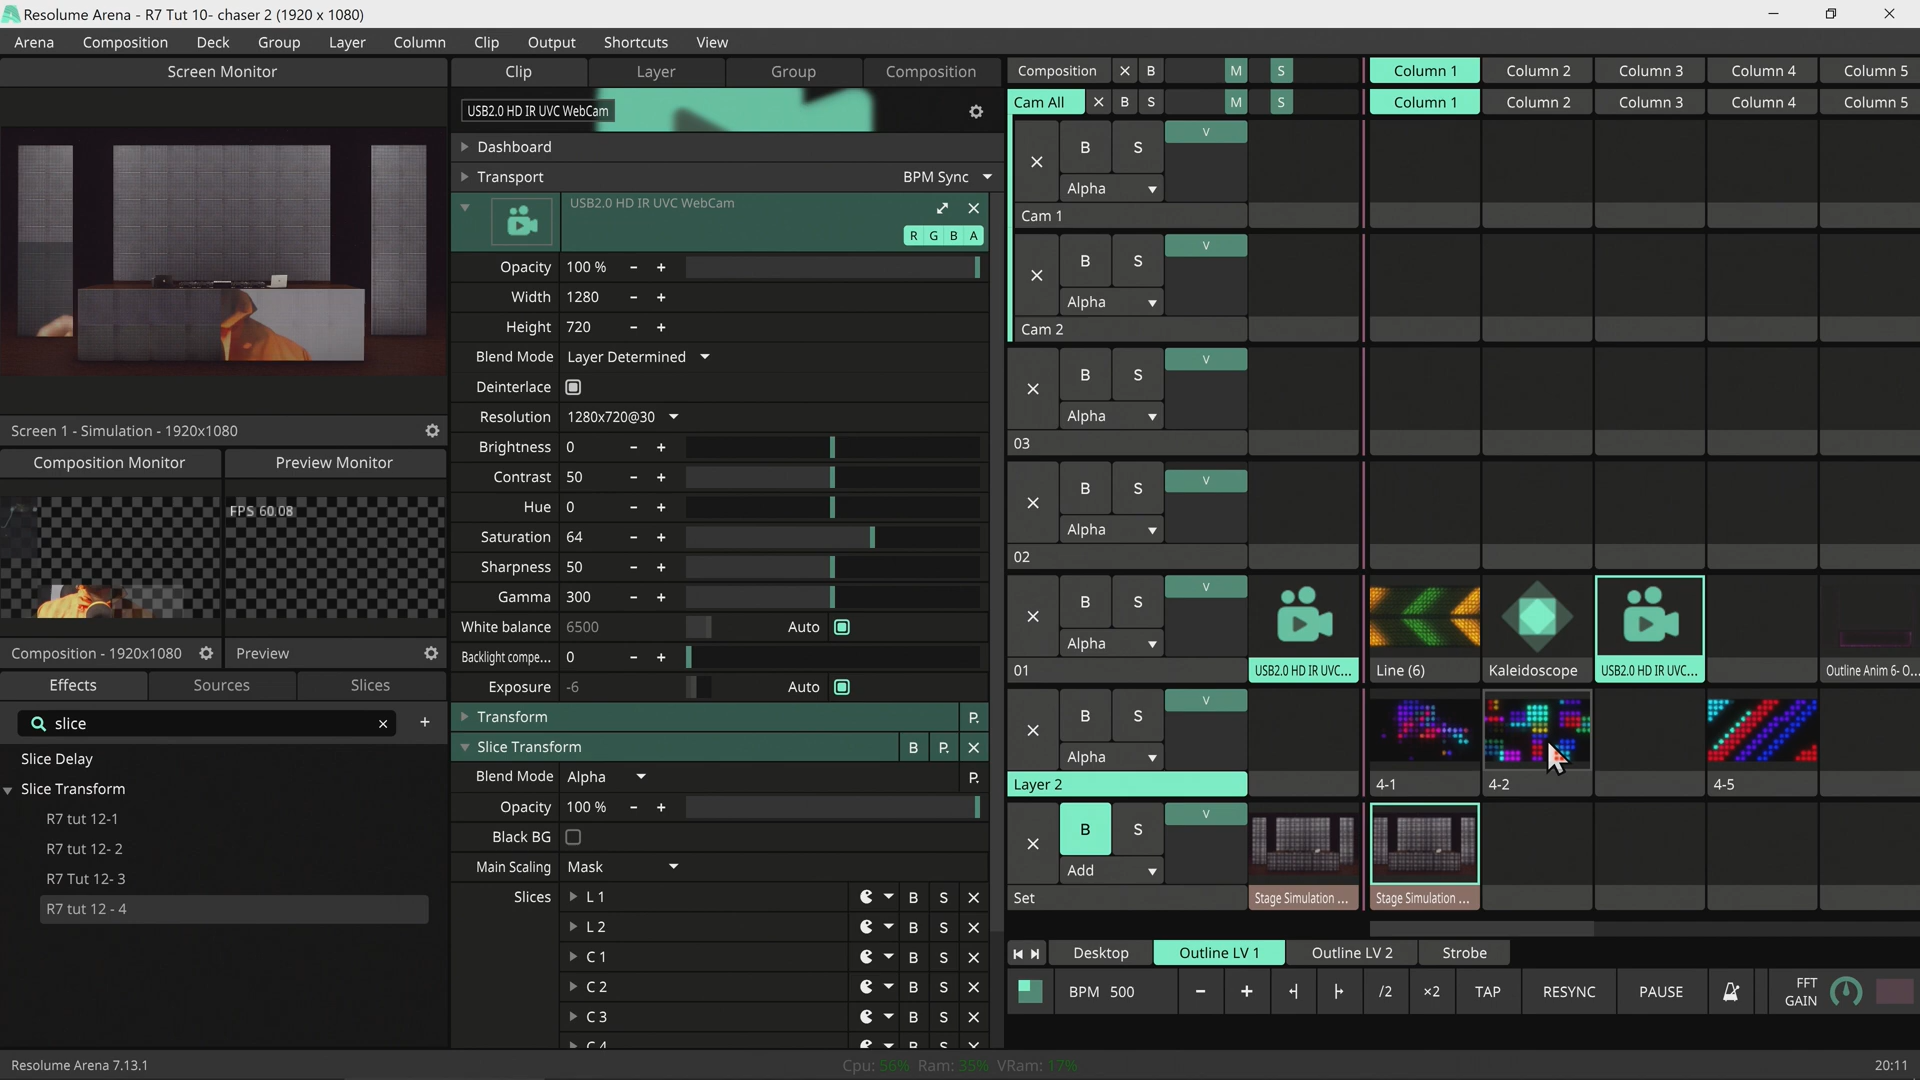 Resolume Arena - R7 Tut 10- chaser 2 (1920 x 1080)
Arena Composition Deck Group Layer Column Clip Output Shortcuts View
Screen Monitor
Screen 1 - Simulation - 1920x1080
Composition Monitor Preview Monitor
FPS 60.08
Composition - 1920x1080 Preview
Effects Sources Slices
slice
Slice Delay
Slice Transform
R7 tut 12-1
R7 tut 12- 2
R7 Tut 12- 3
R7 tut 12 - 4
Clip Layer Group Composition
USB2.0 HD IR UVC WebCam
Dashboard
Transport BPM Sync
USB2.0 HD IR UVC WebCam
R G B A
Opacity 100 % - +
Width 1280 - +
Height 720 - +
Blend Mode Layer Determined
Deinterlace
Resolution 1280x720@30
Brightness 0 - +
Contrast 50 - +
Hue 0 - +
Saturation 64 - +
Sharpness 50 - +
Gamma 300 - +
White balance 6500 Auto
Backlight compe... 0 - +
Exposure -6 Auto
Transform P.
Slice Transform B P. X
Blend Mode Alpha P.
Opacity 100 % - +
Black BG
Main Scaling Mask
Slices L 1 B S X
L 2 B S X
C 1 B S X
C 2 B S X
C 3 B S X
C 4 B S X
Composition X B M S Column 1 Column 2 Column 3 Column 4 Column 5
Cam All X B S M S Column 1 Column 2 Column 3 Column 4 Column 5
X B S V
Alpha
Cam 1
X B S V
Alpha
Cam 2
X B S V
Alpha
03
X B S V
Alpha
02
X B S V
Alpha
01 USB2.0 HD IR UVC... Line (6) Kaleidoscope USB2.0 HD IR UVC... Outline Anim 6- O...
X B S V
Alpha
Layer 2 4-1 4-2 4-5
X B S V
Add
Set Stage Simulation ... Stage Simulation ...
Desktop Outline LV 1 Outline LV 2 Strobe
BPM 500 - + /2 ×2 TAP RESYNC PAUSE FFT GAIN
Resolume Arena 7.13.1 Cpu: 56% Ram: 35% VRam: 17% 20:11